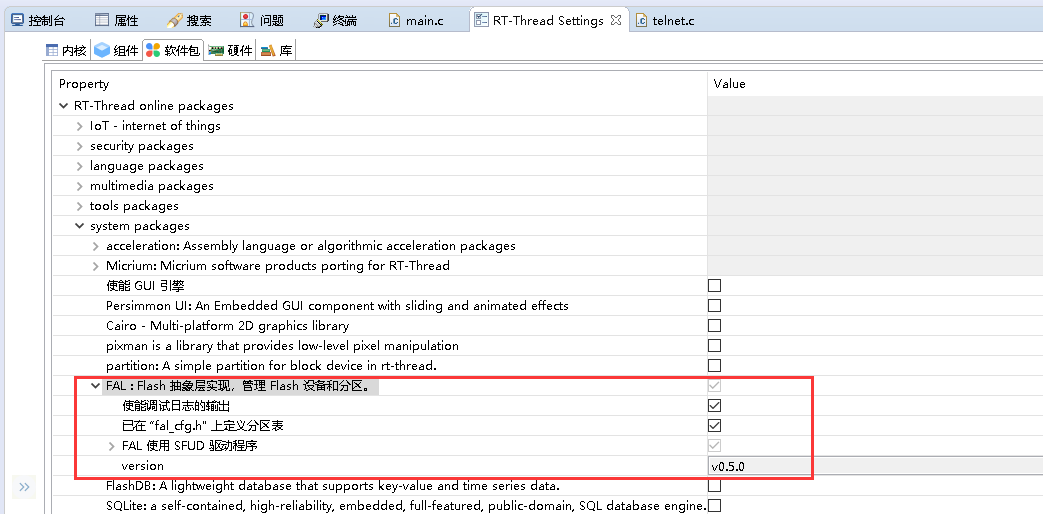 控制台 属性 搜索 问题 终端 main.c RT-Thread Settings telnet.c
内核 组件 软件包 硬件 库
Property Value
RT-Thread online packages
IoT - internet of things
security packages
language packages
multimedia packages
tools packages
system packages
acceleration: Assembly language or algorithmic acceleration packages
Micrium: Micrium software products porting for RT-Thread
使能 GUI 引擎
Persimmon UI: An Embedded GUI component with sliding and animated effects
Cairo - Multi-platform 2D graphics library
pixman is a library that provides low-level pixel manipulation
partition: A simple partition for block device in rt-thread.
FAL : Flash 抽象层实现，管理 Flash 设备和分区。
使能调试日志的输出
已在 "fal_cfg.h" 上定义分区表
FAL 使用 SFUD 驱动程序
version v0.5.0
FlashDB: A lightweight database that supports key-value and time series data.
SQLite: a self-contained, high-reliability, embedded, full-featured, public-domain, SQL database engine.